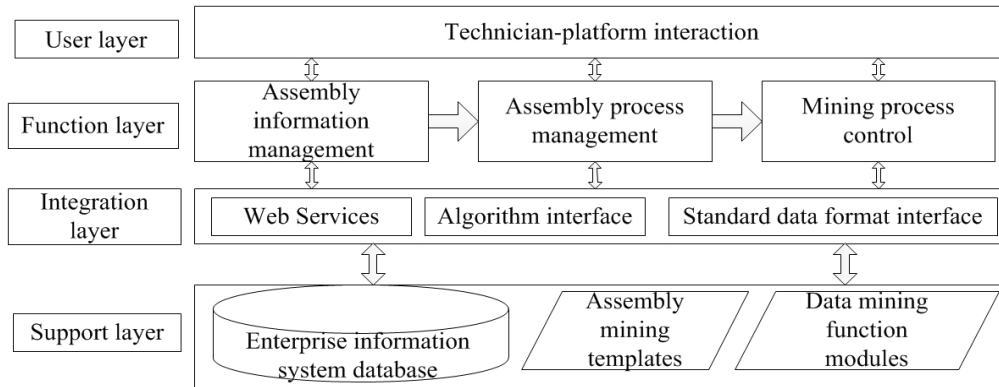 User layer
Technician-platform interaction
Function layer
Assembly
information
management
Assembly process
management
Mining process
control
Integration
layer
Web Services
Algorithm interface
Standard data format interface
Support layer
Enterprise information
system database
Assembly
mining
templates
Data mining
function
modules